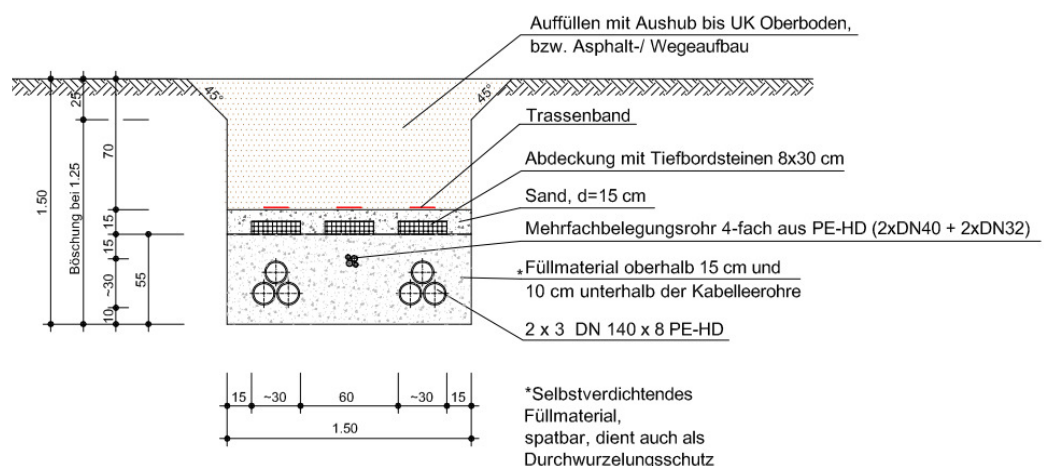 Auffüllen mit Aushub bis UK Oberboden,
bzw. Asphalt-/ Wegeaufbau
45°
45°
Trassenband
Abdeckung mit Tiefbordsteinen 8x30 cm
Sand, d=15 cm
Mehrfachbelegungsrohr 4-fach aus PE-HD (2xDN40 + 2xDN32)
*Füllmaterial oberhalb 15 cm und
10 cm unterhalb der Kabelleerohre
2 x 3 DN 140 x 8 PE-HD
1.50
Böschung bei 1.25
25
70
15
15
~30
10
55
15
~30
60
~30
15
1.50
*Selbstverdichtendes
Füllmaterial,
spatbar, dient auch als
Durchwurzelungsschutz